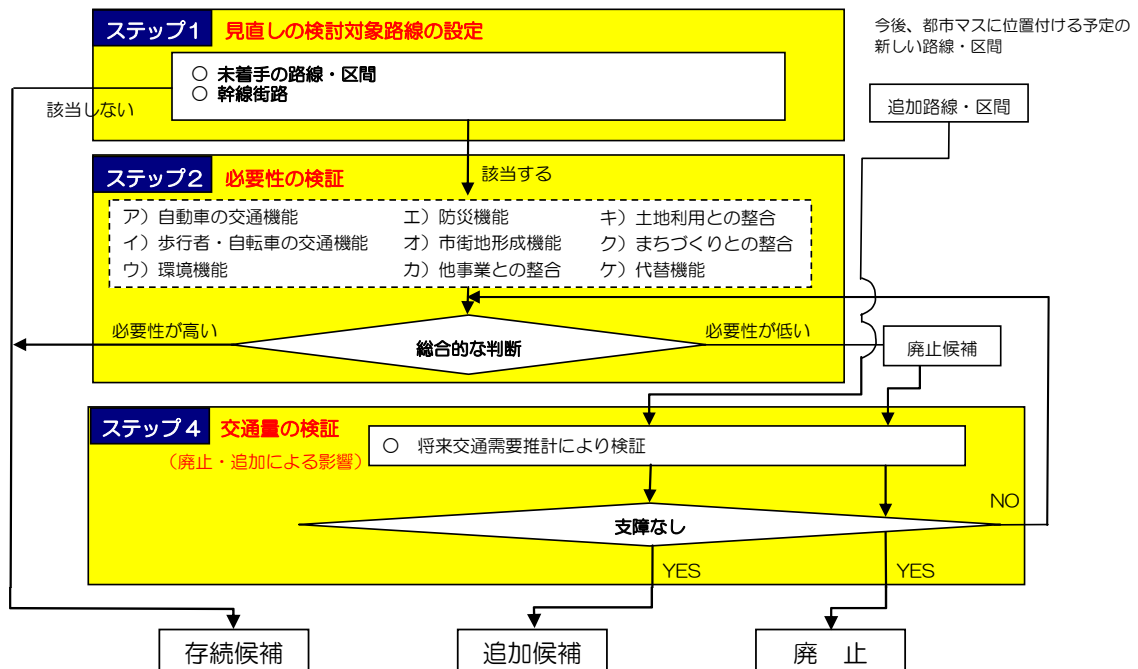 ステップ1 見直しの検討対象路線の設定
今後、都市マスに位置付ける予定の
新しい路線・区間
○ 未着手の路線・区間
○ 幹線街路
該当しない
追加路線・区間
ステップ2 必要性の検証
該当する
ア）自動車の交通機能
イ）歩行者・自転車の交通機能
ウ）環境機能
エ）防災機能
オ）市街地形成機能
カ）他事業との整合
キ）土地利用との整合
ク）まちづくりとの整合
ケ）代替機能
必要性が高い
総合的な判断
必要性が低い
廃止候補
ステップ4 交通量の検証
（廃止・追加による影響）
○ 将来交通需要推計により検証
NO
支障なし
YES
YES
存続候補
追加候補
廃 止